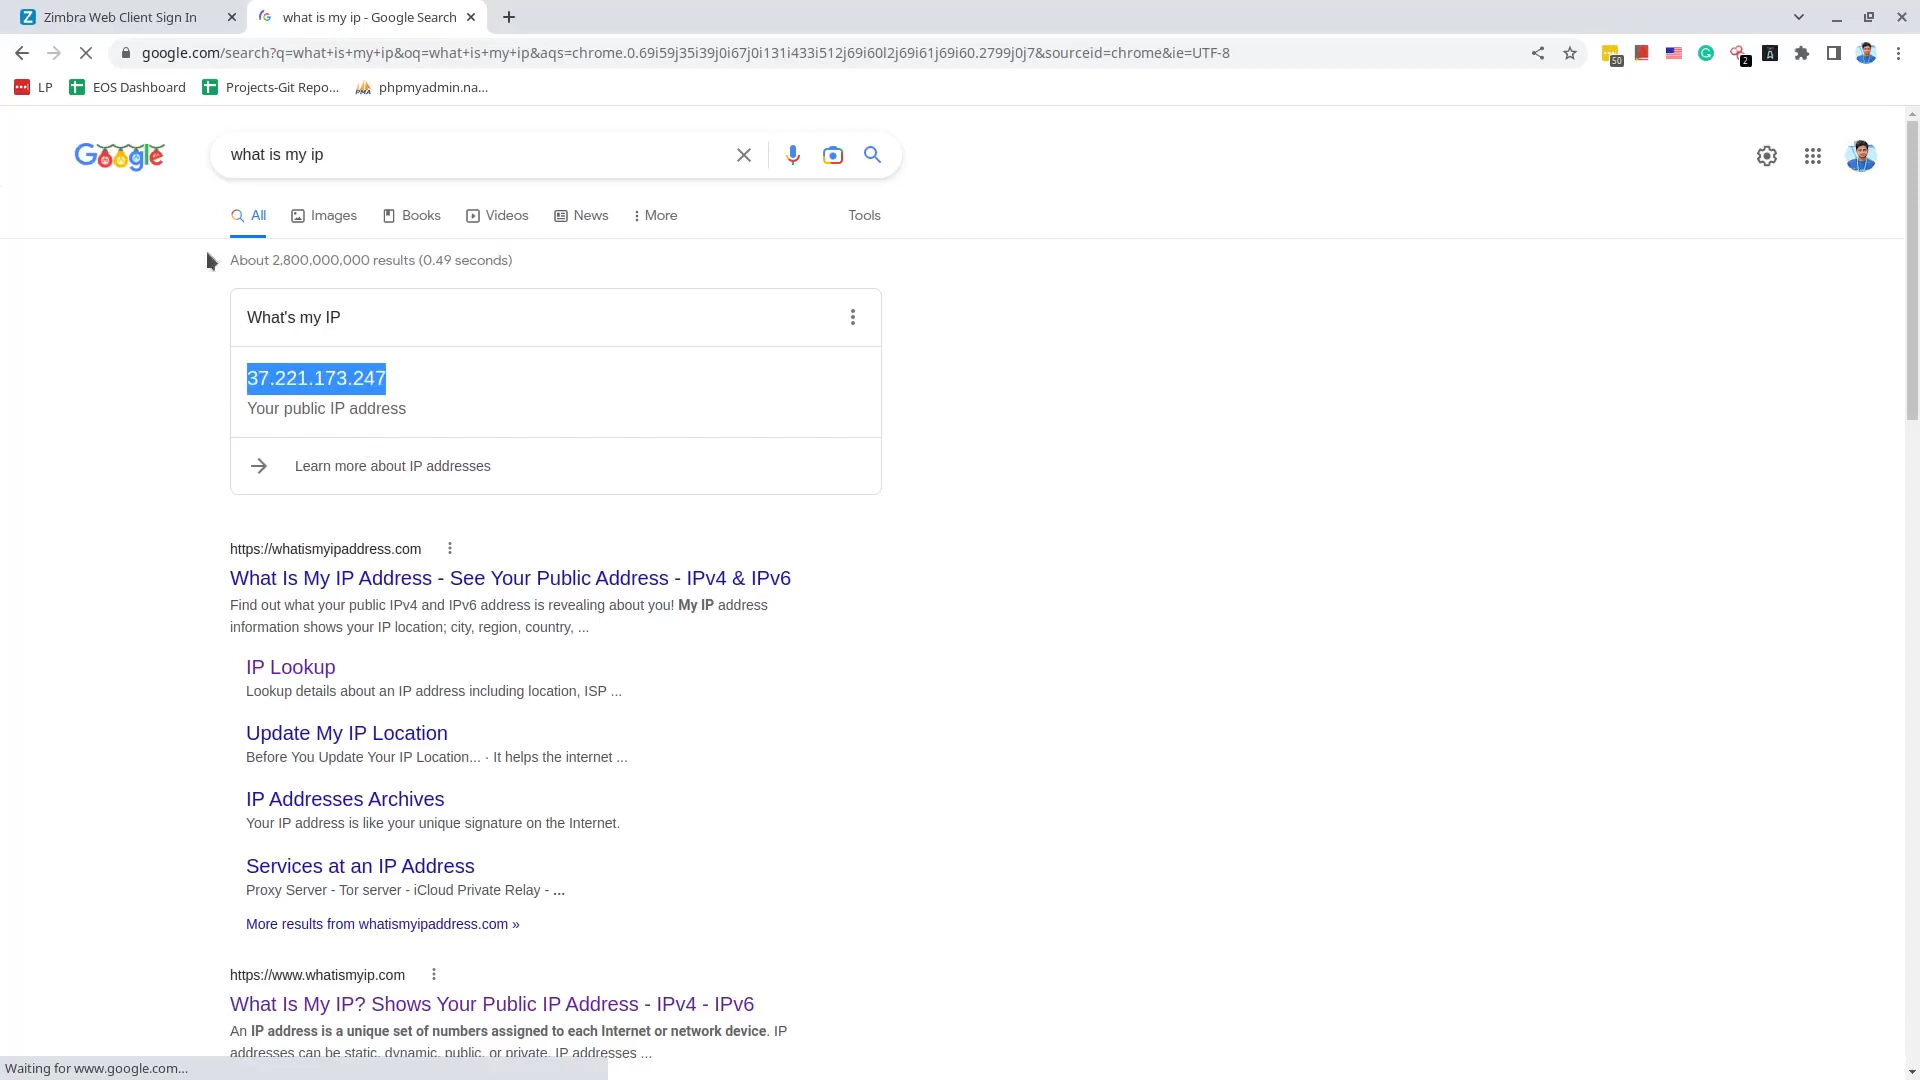 Zimbra Web Client Sign In
what is my ip - Google Search
google.com/search?q=what+is+my+ip&oq=what+is+my+ip&aqs=chrome.0.69i59j35i39j0i67j0i131i433i512j69i60l2j69i61j69i60.2799j0j7&sourceid=chrome&ie=UTF-8
50
2
LP
EOS Dashboard
Projects-Git Repo...
phpmyadmin.na...
Google
what is my ip
All
Images
Books
Videos
News
More
Tools
About 2,800,000,000 results (0.49 seconds)
What's my IP
37.221.173.247
Your public IP address
Learn more about IP addresses
https://whatismyipaddress.com
What Is My IP Address - See Your Public Address - IPv4 & IPv6
Find out what your public IPv4 and IPv6 address is revealing about you! My IP address
information shows your IP location; city, region, country, ...
IP Lookup
Lookup details about an IP address including location, ISP ...
Update My IP Location
Before You Update Your IP Location... · It helps the internet ...
IP Addresses Archives
Your IP address is like your unique signature on the Internet.
Services at an IP Address
Proxy Server - Tor server - iCloud Private Relay - ...
More results from whatismyipaddress.com »
https://www.whatismyip.com
What Is My IP? Shows Your Public IP Address - IPv4 - IPv6
An IP address is a unique set of numbers assigned to each Internet or network device. IP
addresses can be static, dynamic, public, or private. IP addresses ...
Waiting for www.google.com...